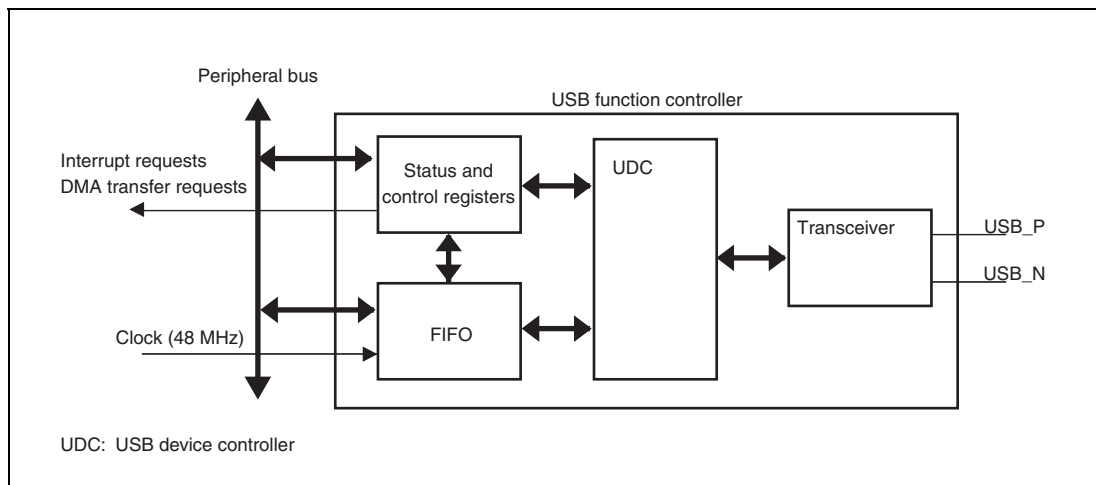 Peripheral bus
USB function controller
Interrupt requests
DMA transfer requests
Status and
control registers
UDC
Transceiver
USB_P
USB_N
Clock (48 MHz)
FIFO
UDC: USB device controller